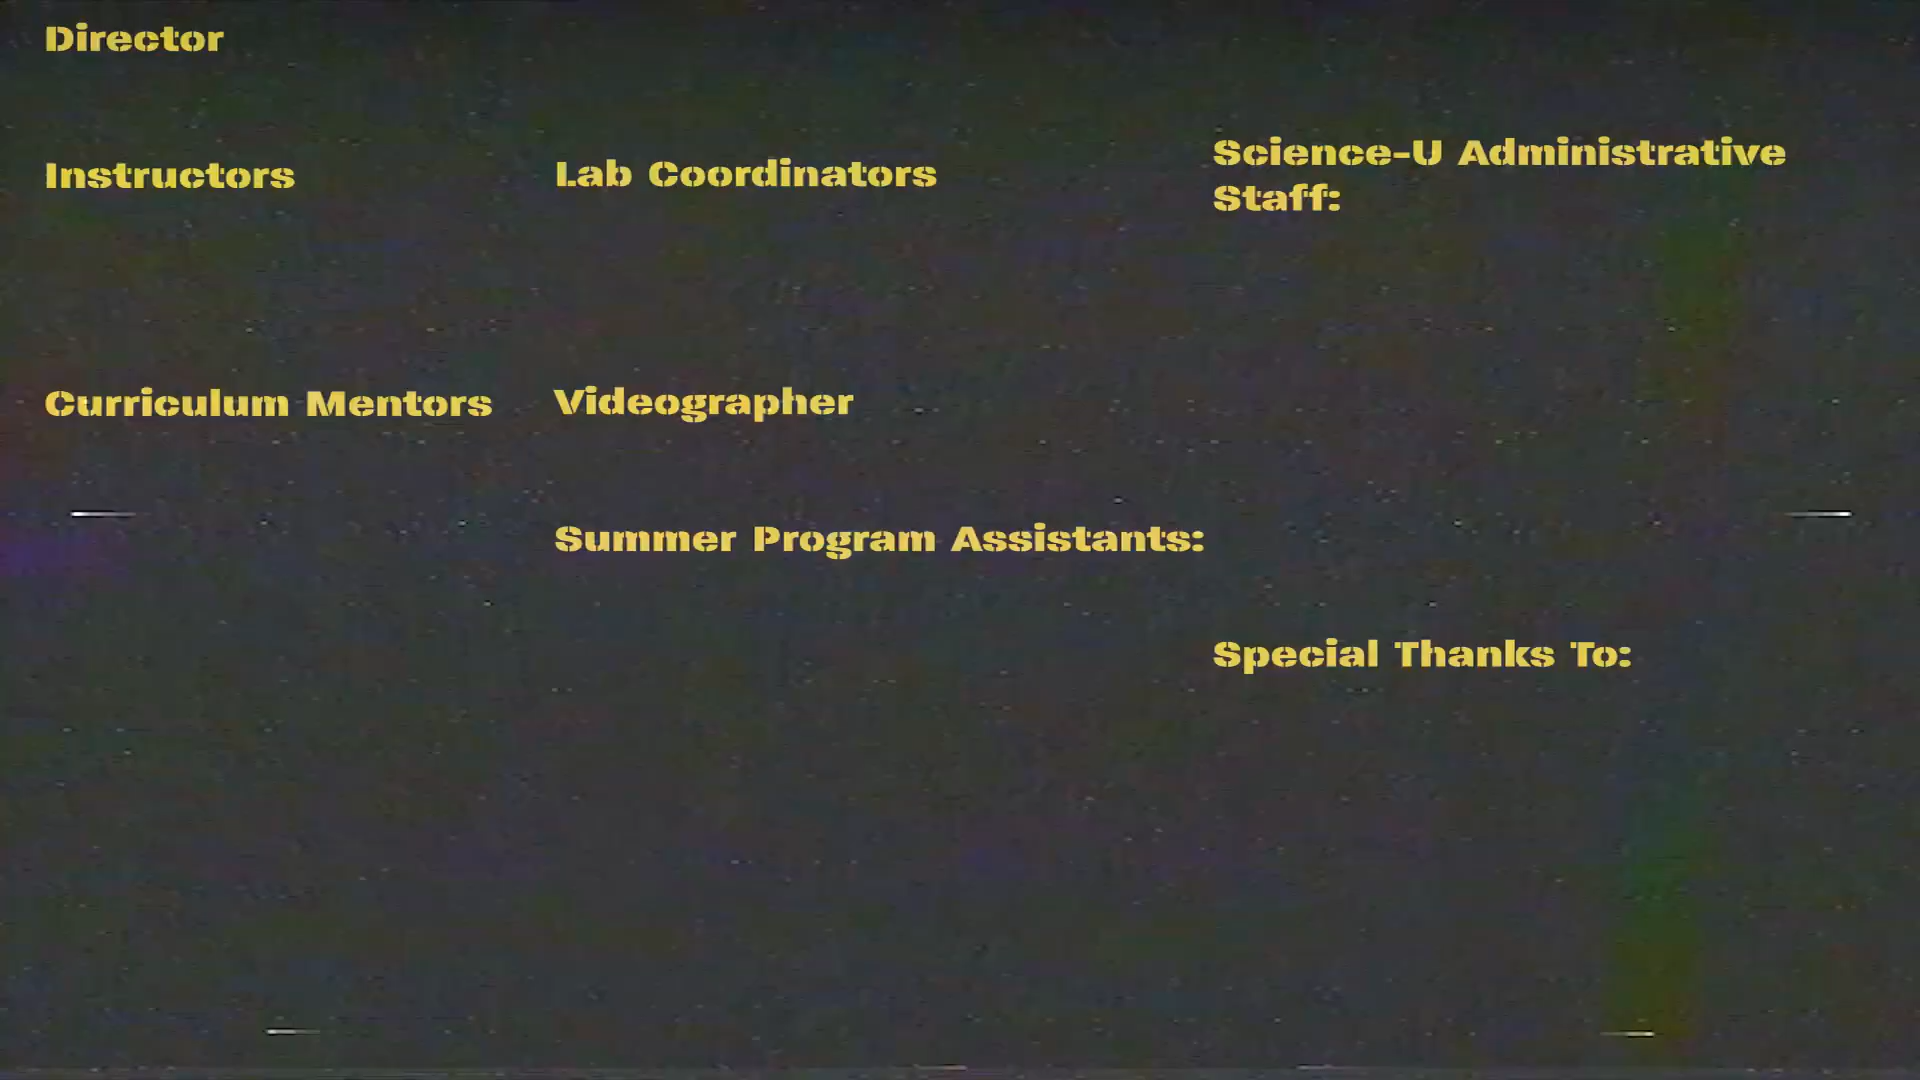 Director
Instructors
Curriculum Mentors
Lab Coordinators
Videographer
Summer Program Assistants:
Science-U Administrative
Staff:
Special Thanks To: